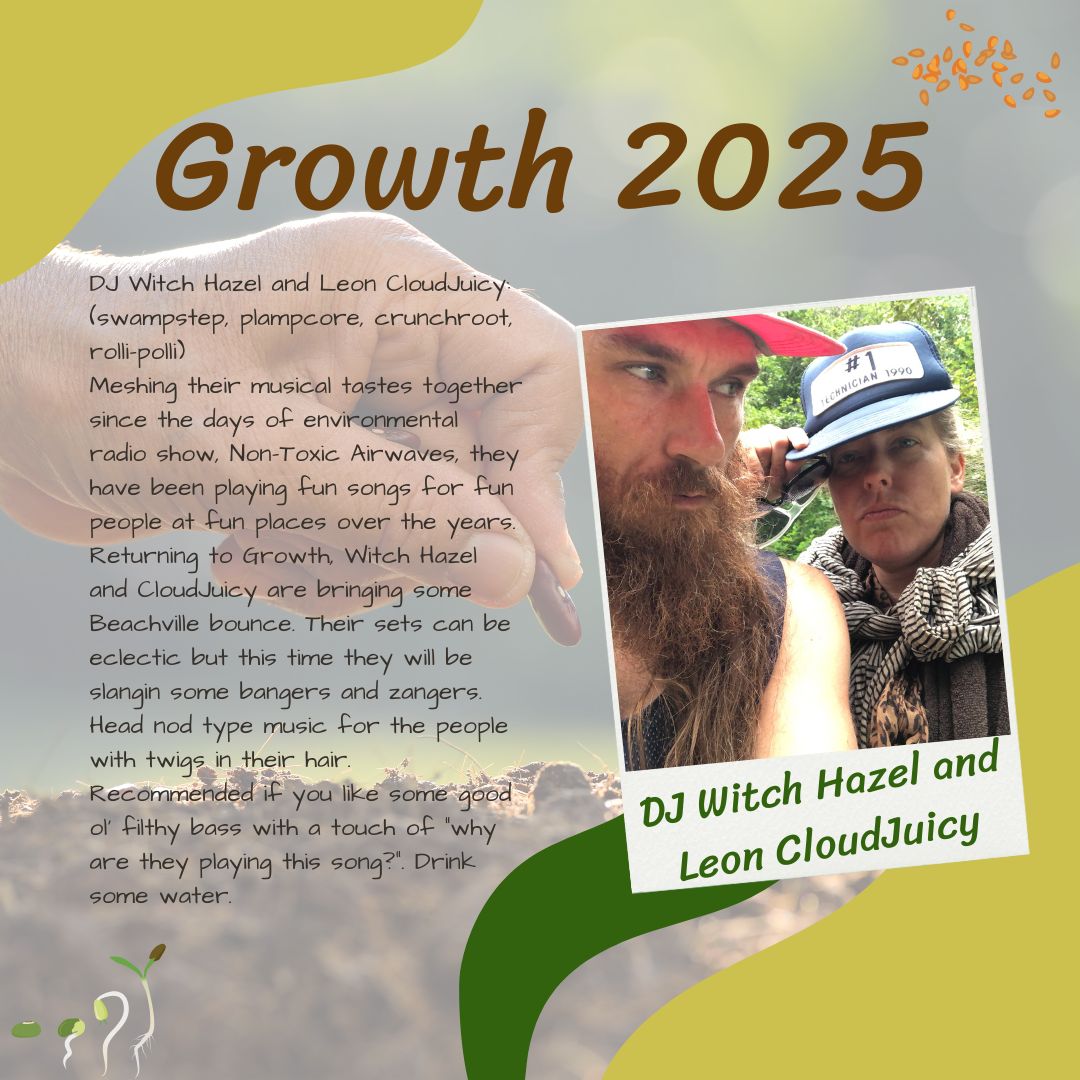 Growth 2025
DJ Witch Hazel and Leon CloudJuicy:
(swampstep, plampcore, crunchroot,
rolli-polli)
Meshing their musical tastes together
since the days of environmental
radio show, Non-Toxic Airwaves, they
have been playing fun songs for fun
people at fun places over the years.
Returning to Growth, Witch Hazel
and CloudJuicy are bringing some
Beachville bounce. Their sets can be
eclectic but this time they will be
slangin some bangers and zangers.
Head nod type music for the people
with twigs in their hair.
Recommended if you like some good
ol' filthy bass with a touch of "why
are they playing this song?". Drink
some water.
#1
TECHNICIAN 1990
DJ Witch Hazel and
Leon CloudJuicy